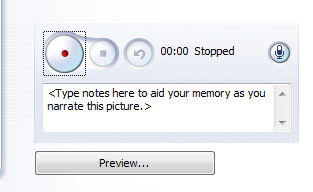 00:00 Stopped
<Type notes here to aid your memory as you
narrate this picture.>
Preview...